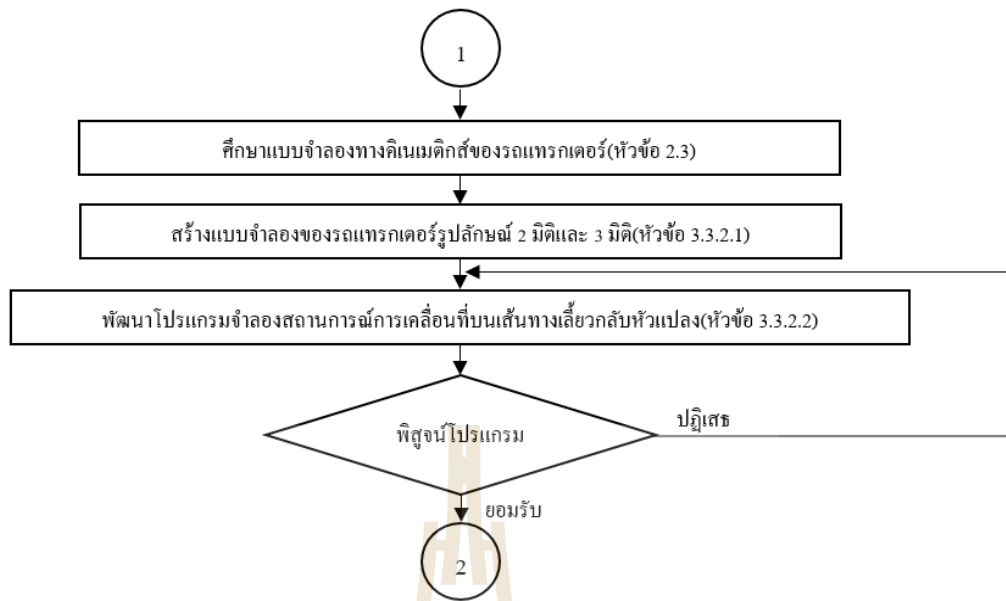 1
ศึกษาแบบจำลองทางคิเนเมติกส์ของรถแทรกเตอร์(หัวข้อ 2.3)
สร้างแบบจำลองของรถแทรกเตอร์รูปลักษณ์ 2 มิติและ 3 มิติ(หัวข้อ 3.3.2.1)
พัฒนาโปรแกรมจำลองสถานการณ์การเคลื่อนที่บนเส้นทางเลี้ยวกลับหัวแปลง(หัวข้อ 3.3.2.2)
พิสูจน์โปรแกรม
ปฏิเสธ
ยอมรับ
2